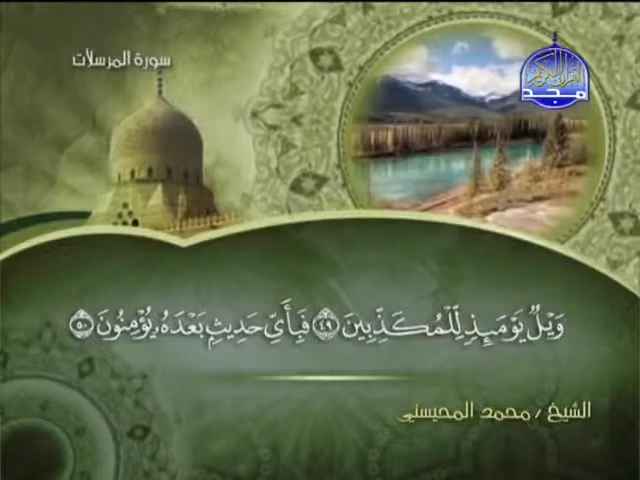 سورة المرسلات
القرآن الكريم
مجد
وَيْلٌ يَوْمَئِذٍ لِّلْمُكَذِّبِينَ ﴿٤٩﴾ فَبِأَيِّ حَدِيثٍ بَعْدَهُ يُؤْمِنُونَ ﴿٥٠﴾
الشيخ / محمد المحيسني